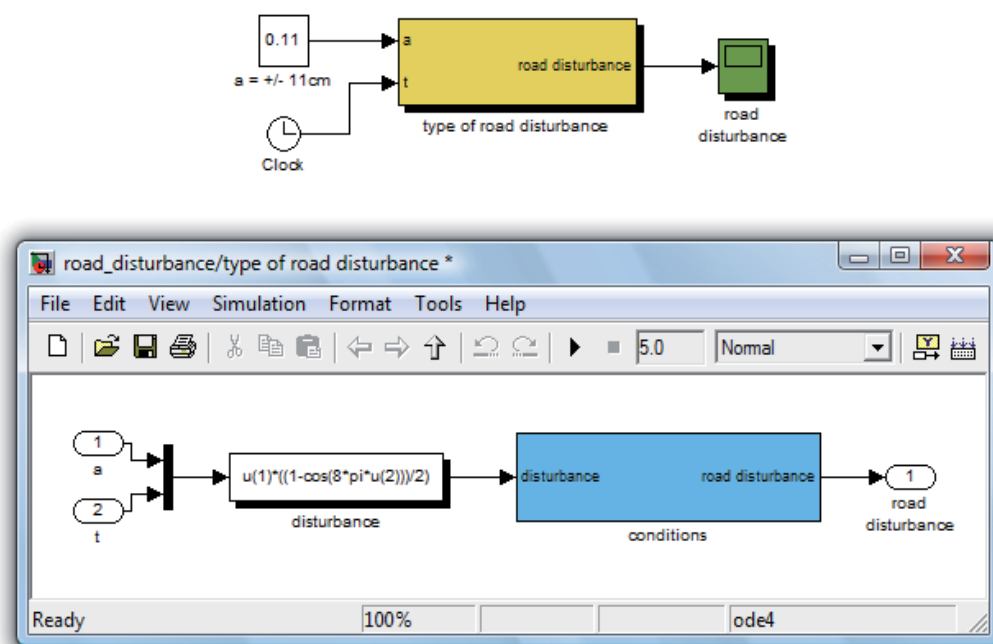 0.11
a = +/- 11cm
a
t
road disturbance
type of road disturbance
road
disturbance
Clock
road_disturbance/type of road disturbance *
File Edit View Simulation Format Tools Help
5.0 Normal
1
a
2
t
u(1)*((1-cos(8*pi*u(2)))/2)
disturbance
disturbance road disturbance
conditions
1
road
disturbance
Ready 100% ode4